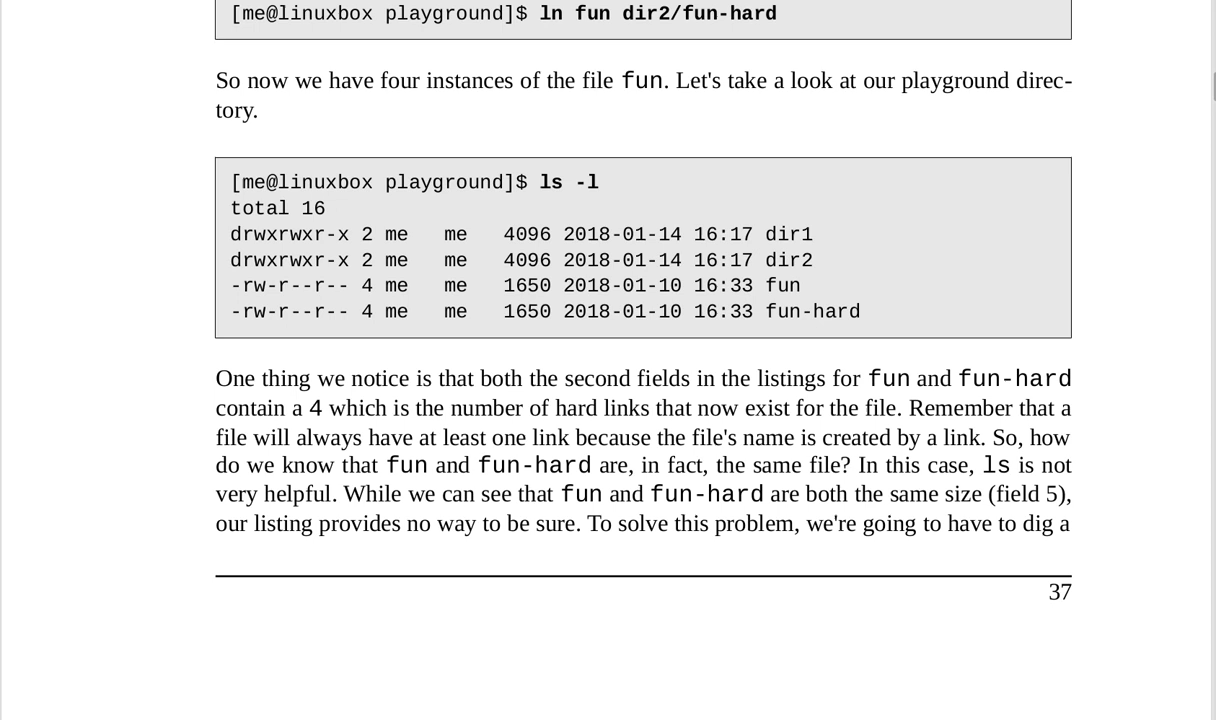 [me@linuxbox playground]$ ln fun dir2/fun-hard
So now we have four instances of the file fun. Let's take a look at our playground direc-
tory.
[me@linuxbox playground]$ ls -l
total 16
drwxrwxr-x 2 me   me   4096 2018-01-14 16:17 dir1
drwxrwxr-x 2 me   me   4096 2018-01-14 16:17 dir2
-rw-r--r-- 4 me   me   1650 2018-01-10 16:33 fun
-rw-r--r-- 4 me   me   1650 2018-01-10 16:33 fun-hard
One thing we notice is that both the second fields in the listings for fun and fun-hard
contain a 4 which is the number of hard links that now exist for the file. Remember that a
file will always have at least one link because the file's name is created by a link. So, how
do we know that fun and fun-hard are, in fact, the same file? In this case, ls is not
very helpful. While we can see that fun and fun-hard are both the same size (field 5),
our listing provides no way to be sure. To solve this problem, we're going to have to dig a
37